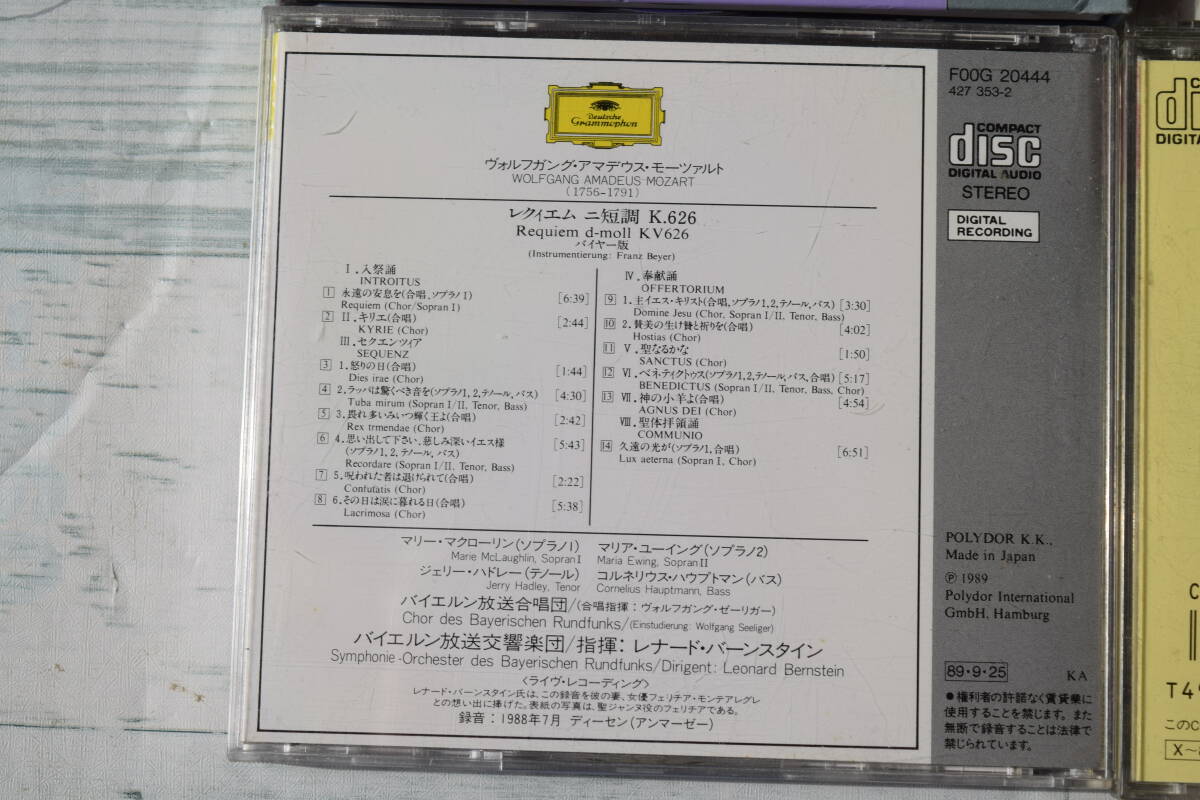 Deutsche
Grammophon
ヴォルフガング・アマデウス・モーツァルト
WOLFGANG AMADEUS MOZART
(1756-1791)
レクィエム ニ短調 K.626
Requiem d-moll KV626
バイヤー版
(Instrumentierung: Franz Beyer)
I. 入祭誦
INTROITUS
1 永遠の安息を(合唱、ソプラノI) [6:39]
Requiem (Chor/Sopran I)
2 II. キリエ(合唱) [2:44]
KYRIE (Chor)
III. セクエンツィア
SEQUENZ
3 1. 怒りの日(合唱) [1:44]
Dies irae (Chor)
4 2. ラッパは驚くべき音を(ソプラノ1, 2, テノール, バス) [4:30]
Tuba mirum (Sopran I/II, Tenor, Bass)
5 3. 畏れ多いみいつ輝く王よ(合唱) [2:42]
Rex trmendae (Chor)
6 4. 思い出して下さい、慈しみ深いイエス様 [5:43]
(ソプラノ1, 2, テノール, バス)
Recordare (Sopran I/II, Tenor, Bass)
7 5. 呪われた者は退けられて(合唱) [2:22]
Confutatis (Chor)
8 6. その日は涙に暮れる日(合唱) [5:38]
Lacrimosa (Chor)
IV. 奉献誦
OFFERTORIUM
9 1. 主イエス・キリスト(合唱、ソプラノ1, 2, テノール, バス) [3:30]
Domine Jesu (Chor, Sopran I/II, Tenor, Bass)
10 2. 賛美の生け贄と祈りを(合唱) [4:02]
Hostias (Chor)
11 V. 聖なるかな [1:50]
SANCTUS (Chor)
12 VI. ベネディクトゥス(ソプラノ1, 2, テノール, バス, 合唱) [5:17]
BENEDICTUS (Sopran I/II, Tenor, Bass, Chor)
13 VII. 神の小羊よ(合唱) [4:54]
AGNUS DEI (Chor)
VIII. 聖体拝領誦
COMMUNIO
14 久遠の光が(ソプラノ1, 合唱) [6:51]
Lux aeterna (Sopran I, Chor)
マリー・マクローリン(ソプラノ1)
Marie McLaughlin, Sopran I
マリア・ユーイング(ソプラノ2)
Maria Ewing, Sopran II
ジェリー・ハドレー(テノール)
Jerry Hadley, Tenor
コルネリウス・ハウプトマン(バス)
Cornelius Hauptmann, Bass
バイエルン放送合唱団/(合唱指揮:ヴォルフガング・ゼーリガー)
Chor des Bayerischen Rundfunks/(Einstudierung: Wolfgang Seeliger)
バイエルン放送交響楽団/指揮:レナード・バーンスタイン
Symphonie-Orchester des Bayerischen Rundfunks/Dirigent: Leonard Bernstein
〈ライヴ・レコーディング〉
レナード・バーンスタイン氏は、この録音を彼の妻、女優フェリチア・モンテアレグレ
との想い出に捧げた。表紙の写真は、聖ジャンヌ役のフェリチアである。
録音:1988年7月 ディーセン(アンマーゼー)
F00G 20444
427 353-2
COMPACT
disc
DIGITAL AUDIO
STEREO
DIGITAL
RECORDING
POLYDOR K.K.,
Made in Japan
Ⓟ 1989
Polydor International
GmbH, Hamburg
89・9・25
KA
●権利者の許諾なく賃貸業に
使用することを禁じます。また
無断で録音することは法律で
禁じられています。
C
di
DIGITA
C
T49
このC
X〜